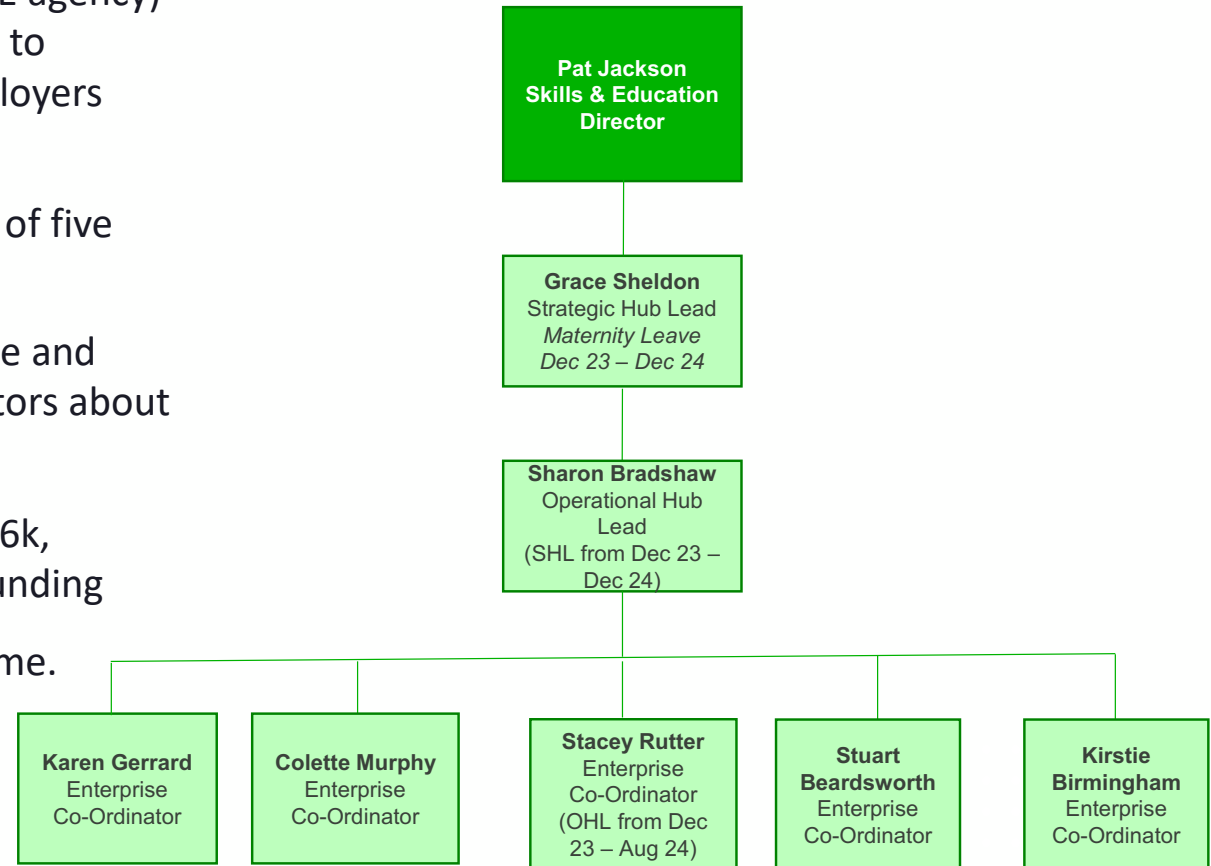 E agency)
to
loyers
of five
e and
tors about
6k,
unding
me.
Pat Jackson
Skills & Education
Director
Grace Sheldon
Strategic Hub Lead
Maternity Leave
Dec 23 – Dec 24
Sharon Bradshaw
Operational Hub
Lead
(SHL from Dec 23 –
Dec 24)
Karen Gerrard
Enterprise
Co-Ordinator
Colette Murphy
Enterprise
Co-Ordinator
Stacey Rutter
Enterprise
Co-Ordinator
(OHL from Dec
23 – Aug 24)
Stuart
Beardsworth
Enterprise
Co-Ordinator
Kirstie
Birmingham
Enterprise
Co-Ordinator